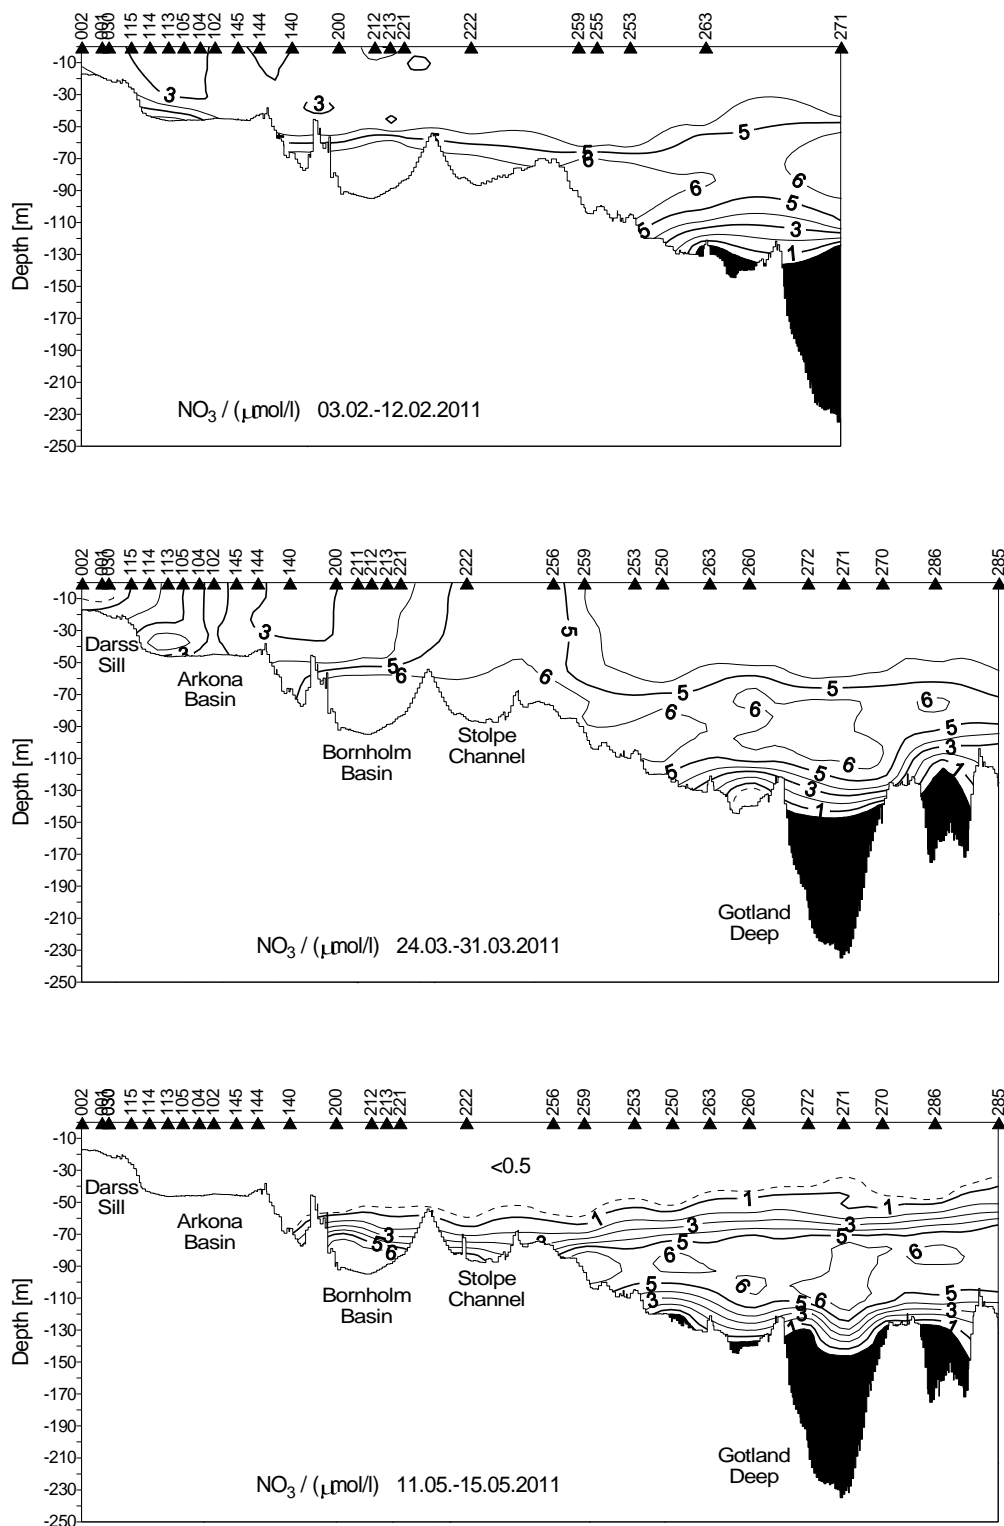 002 001 030 115 114 113 105 104 102 145 144 140 200 212 213 221 222 259 255 253 263 271
-10
-30
-50
-70
-90
-110
-130
-150
-170
-190
-210
-230
-250
Depth [m]
3 3 5 5 6 6 6 5 5 3 1
NO3 / (µmol/l) 03.02.-12.02.2011
002 001 030 115 114 113 105 104 102 145 144 140 200 211 212 213 221 222 256 259 253 250 263 260 272 271 270 286 285
-10
-30
-50
-70
-90
-110
-130
-150
-170
-190
-210
-230
-250
Depth [m]
3 3 5 6 5 6 5 5 6 6 6 6 5 5 5 3 3 1 1
Darss
Sill
Arkona
Basin
Bornholm
Basin
Stolpe
Channel
Gotland
Deep
NO3 / (µmol/l) 24.03.-31.03.2011
002 001 030 115 114 113 105 104 102 145 144 140 200 212 213 221 222 256 259 253 250 263 260 272 271 270 286 285
-10
-30
-50
-70
-90
-110
-130
-150
-170
-190
-210
-230
-250
Depth [m]
<0.5
1 1 1 3 3 3 5 5 5 6 6 6 6 6 5 5 5 3 3 3 1 1
Darss
Sill
Arkona
Basin
Bornholm
Basin
Stolpe
Channel
Gotland
Deep
NO3 / (µmol/l) 11.05.-15.05.2011